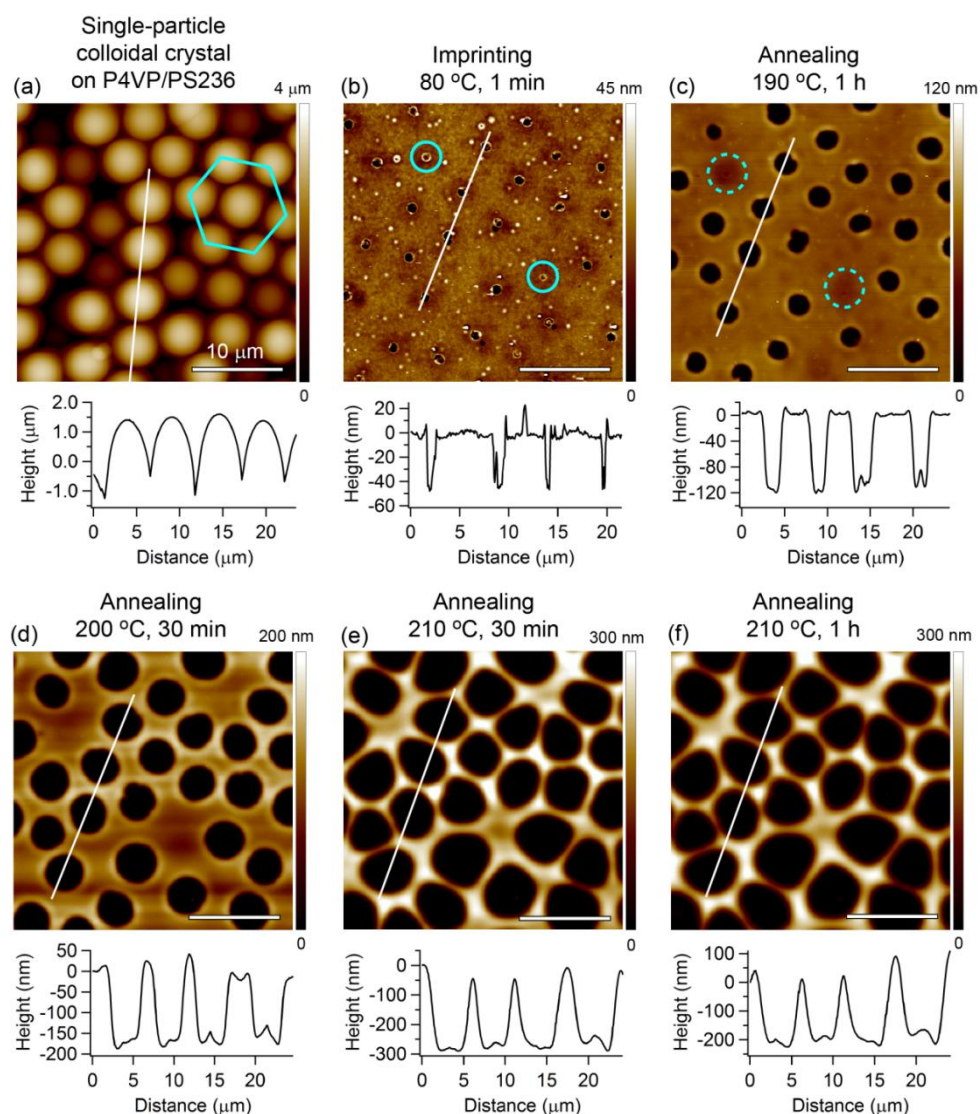 Single-particle
colloidal crystal
on P4VP/PS236
(a)
4 μm
10 μm
0
Height (μm)
2.0
1.0
0.0
-1.0
0 5 10 15 20
Distance (μm)
Imprinting
80 °C, 1 min
(b)
45 nm
0
Height (nm)
20
0
-20
-40
-60
0 5 10 15 20
Distance (μm)
Annealing
190 °C, 1 h
(c)
120 nm
0
Height (nm)
0
-40
-80
-120
0 5 10 15 20
Distance (μm)
Annealing
200 °C, 30 min
(d)
200 nm
0
Height (nm)
50
0
-50
-100
-150
-200
0 5 10 15 20
Distance (μm)
Annealing
210 °C, 30 min
(e)
300 nm
0
Height (nm)
0
-100
-200
-300
0 5 10 15 20
Distance (μm)
Annealing
210 °C, 1 h
(f)
300 nm
0
Height (nm)
100
0
-100
-200
0 5 10 15 20
Distance (μm)